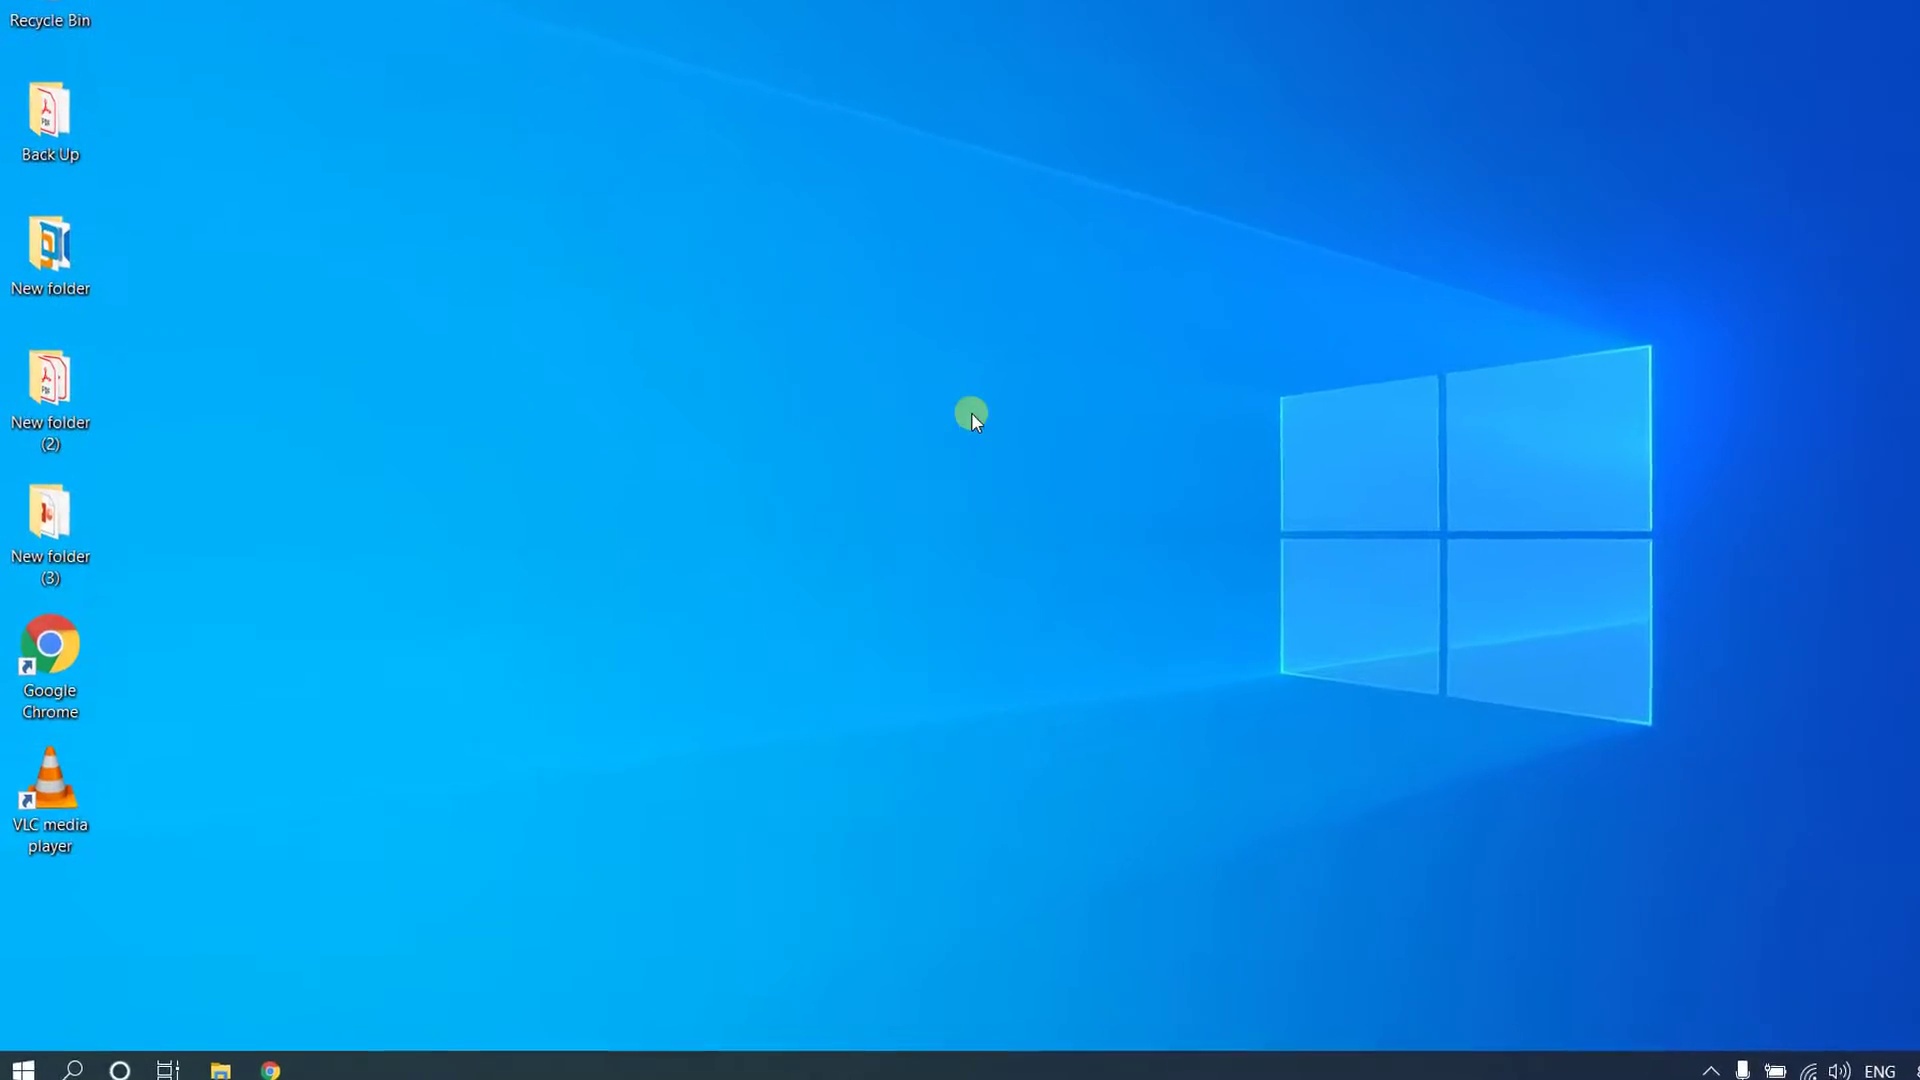 Recycle Bin
Back Up
New folder
New folder
(2)
New folder
(3)
Google
Chrome
VLC media
player
ENG